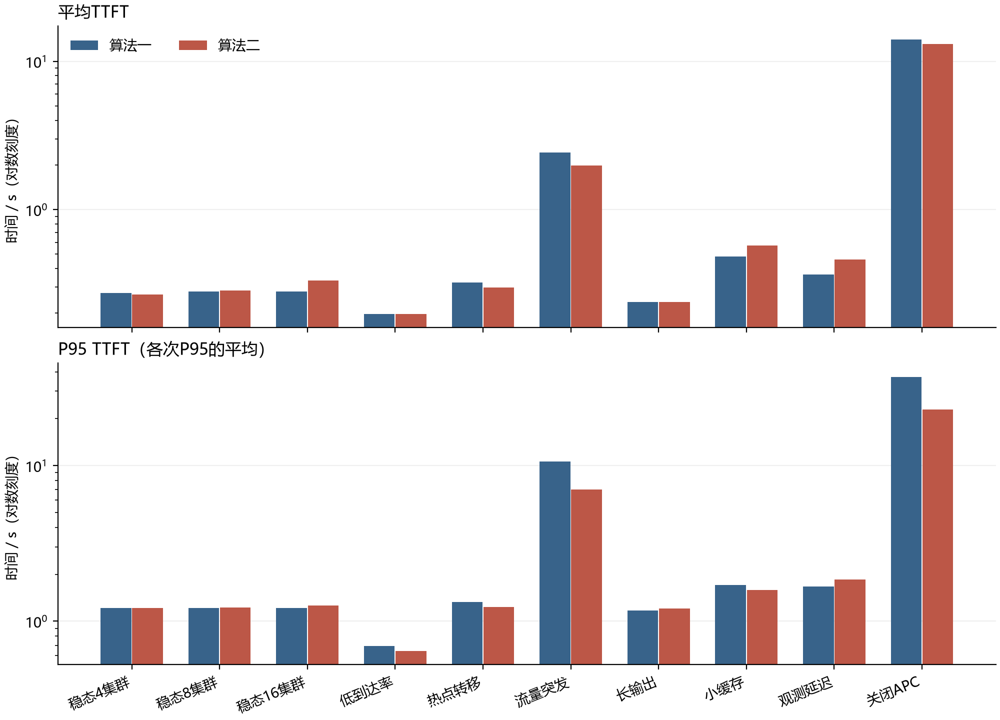 平均TTFT
算法一 算法二
10¹
10⁰
时间 / s（对数刻度）
P95 TTFT（各次P95的平均）
10¹
10⁰
时间 / s（对数刻度）
稳态4集群 稳态8集群 稳态16集群 低到达率 热点转移 流量突发 长输出 小缓存 观测延迟 关闭APC